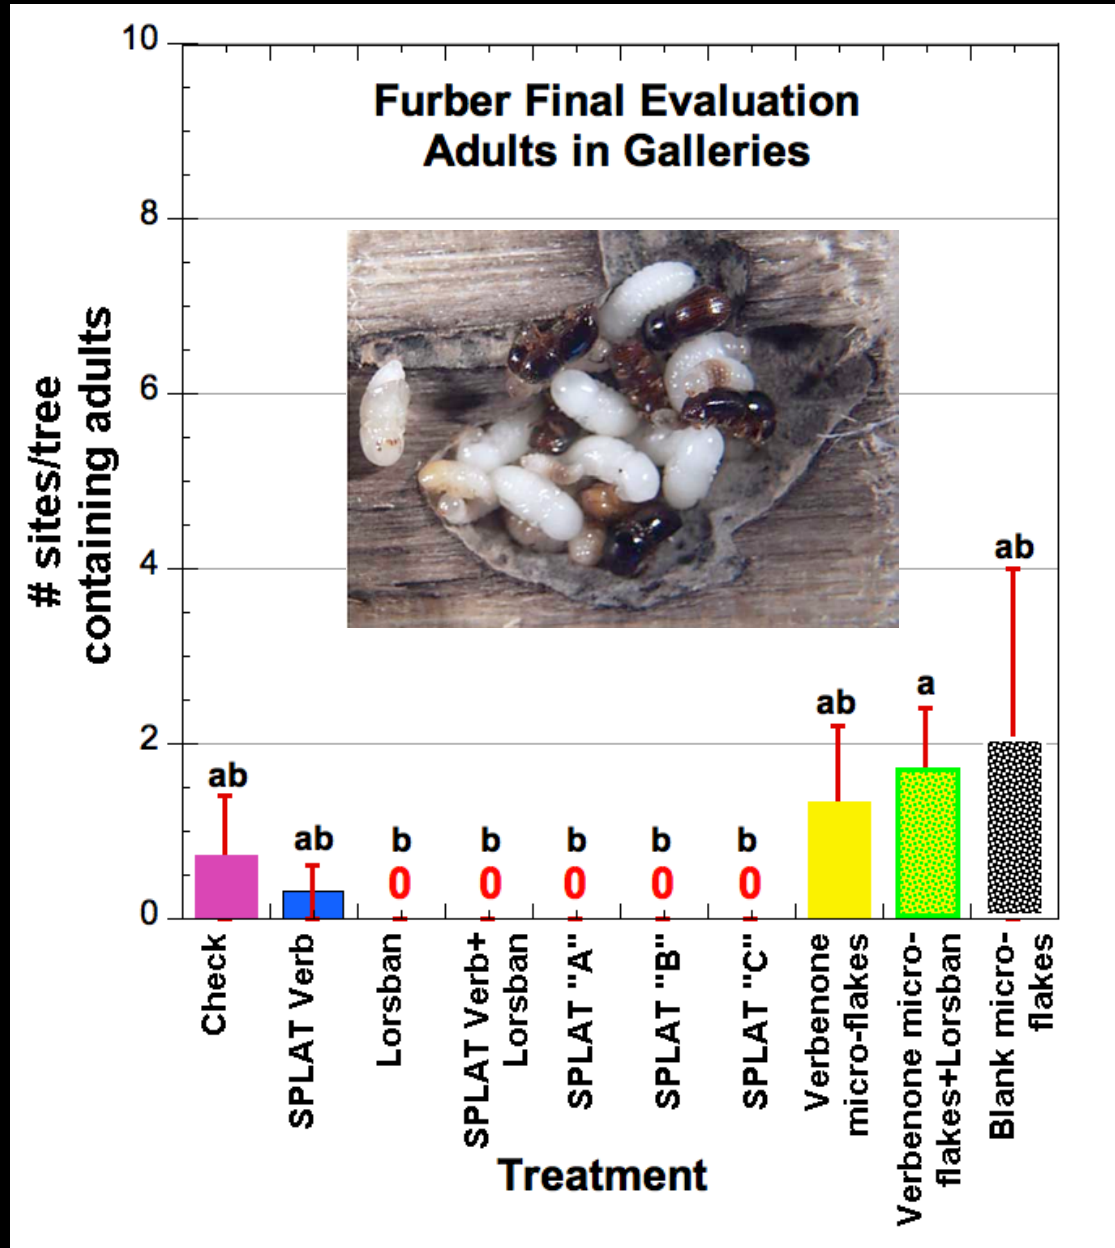 Furber Final Evaluation
Adults in Galleries
# sites/tree
containing adults
10
8
6
4
2
0
ab
ab
b
b
b
b
b
ab
a
ab
0
0
0
0
0
Check
SPLAT Verb
Lorsban
SPLAT Verb+
Lorsban
SPLAT "A"
SPLAT "B"
SPLAT "C"
Verbenone
micro-flakes
Verbenone micro-
flakes+Lorsban
Blank micro-
flakes
Treatment